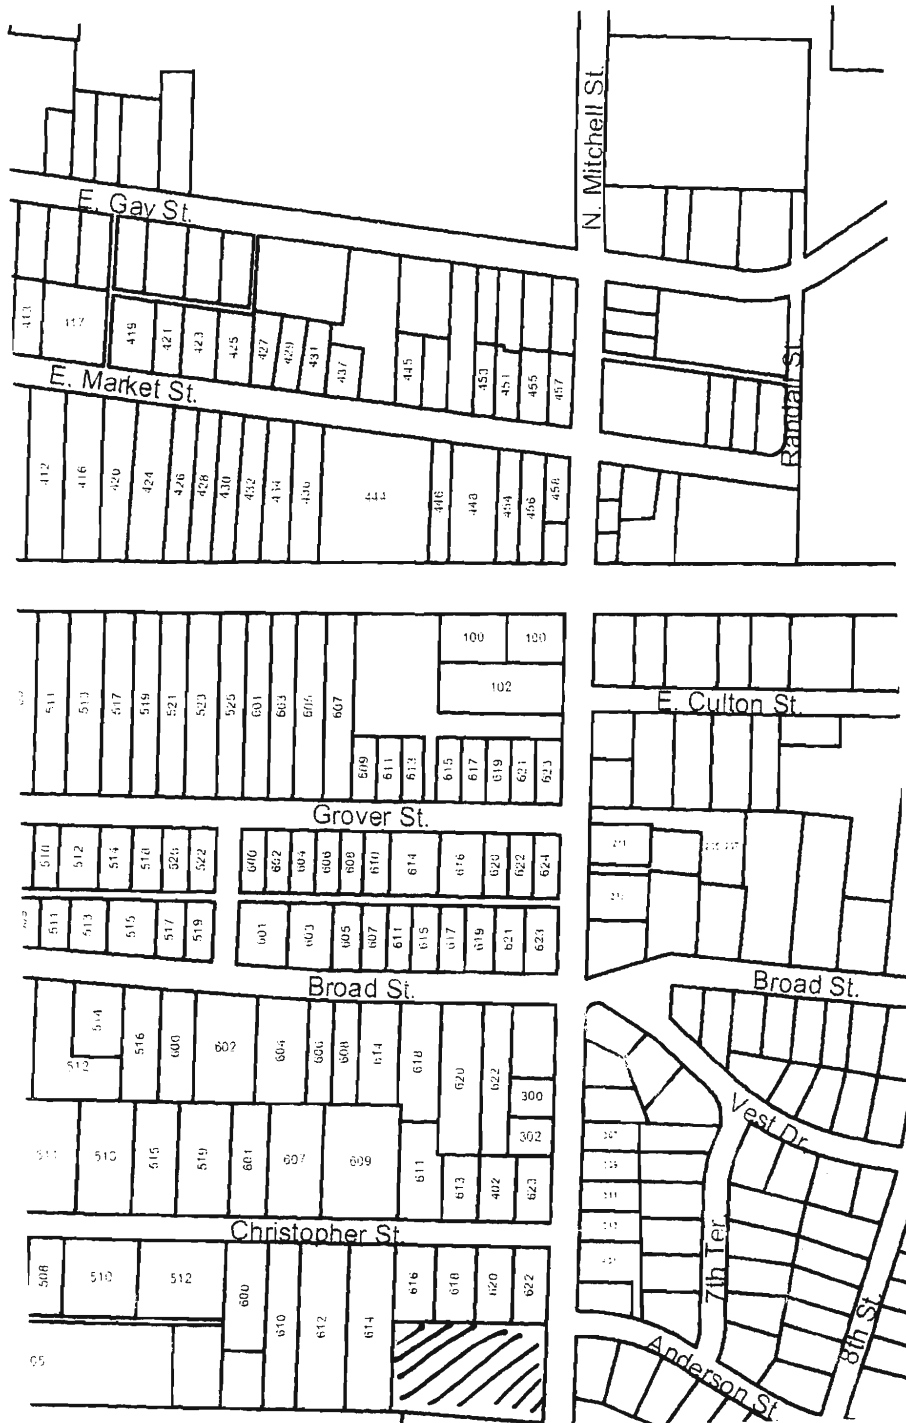 N. Mitchell St.
E. Gay St.
413 417 419 421 423 425 427 429 431 437 445 453 451 455 457
Randall St.
E. Market St.
412 416 420 424 426 428 430 432 434 436 444 446 448 454 456 458
100 100
102
E. Culton St.
511 513 517 519 521 523 525 601 603 605 607
609 611 613 615 617 619 621 623
Grover St.
510 512 514 518 520 522 600 602 604 606 608 610 614 616 620 622 624
511 513 515 517 519 601 603 605 607 611 615 617 619 621 623
Broad St.
Broad St.
514 516 600 602 604 606 608 614 618 620 622
512
300
302
Vest Dr.
513 515 519 601 607 609 611 613 402 623
Christopher St.
7th Ter
508 510 512 600 610 612 614 616 618 620 622
8th St.
Anderson St.
05